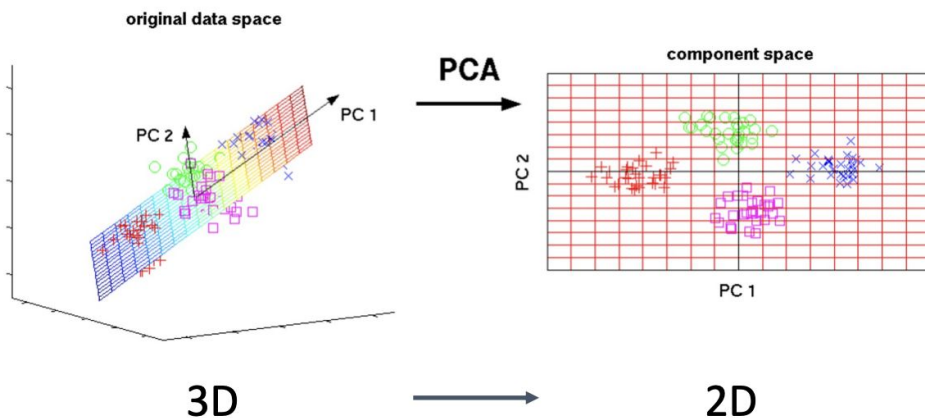 original data space
PC 1
PC 2
PCA
component space
PC 2
PC 1
3D
2D